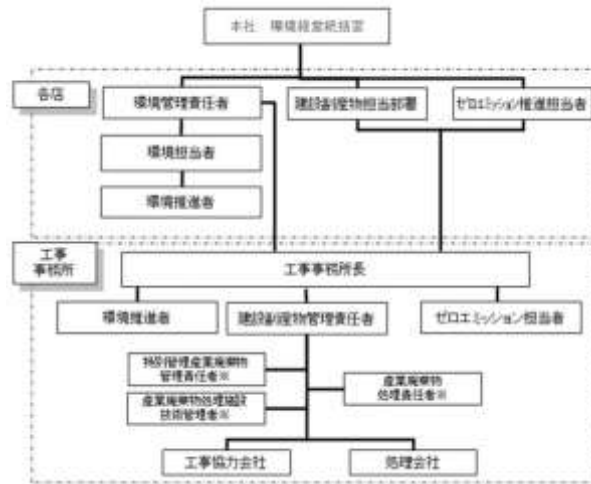 本社 環境経営統括室
各店
環境管理責任者
建設副産物担当部署
ゼロエミッション推進担当者
環境担当者
環境推進者
工事
事務所
工事事務所長
環境推進者
建設副産物管理責任者
ゼロエミッション担当者
特別管理産業廃棄物
管理責任者※
産業廃棄物
処理責任者※
産業廃棄物処理施設
技術管理者※
工事協力会社
処理会社